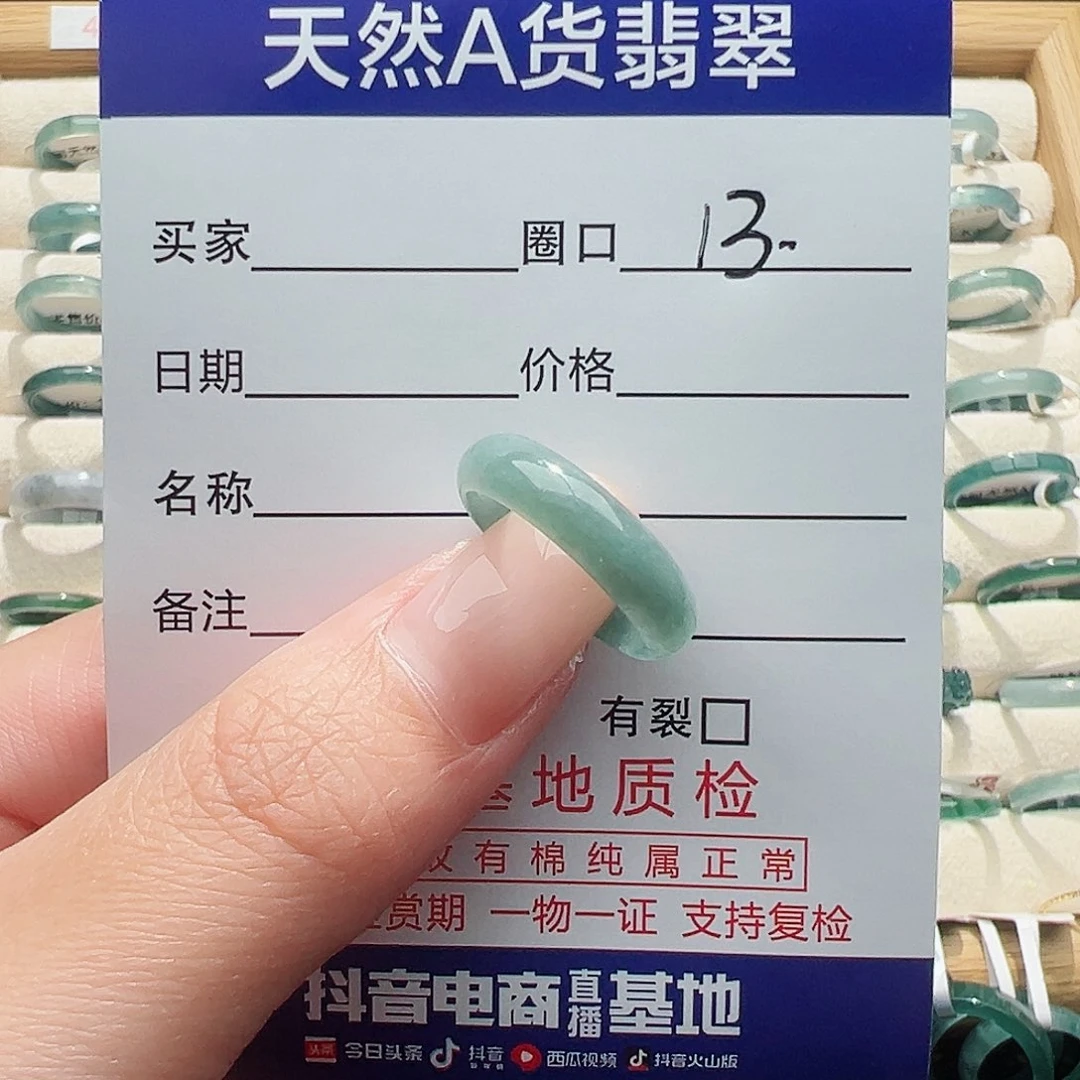 天然A货翡翠
买家 圈口 13-
日期 价格
名称
备注
有裂
地质检
有棉纯属正常
赏期 一物一证 支持复检
抖音电商直播基地
头条 今日头条 抖音 西瓜视频 抖音火山版